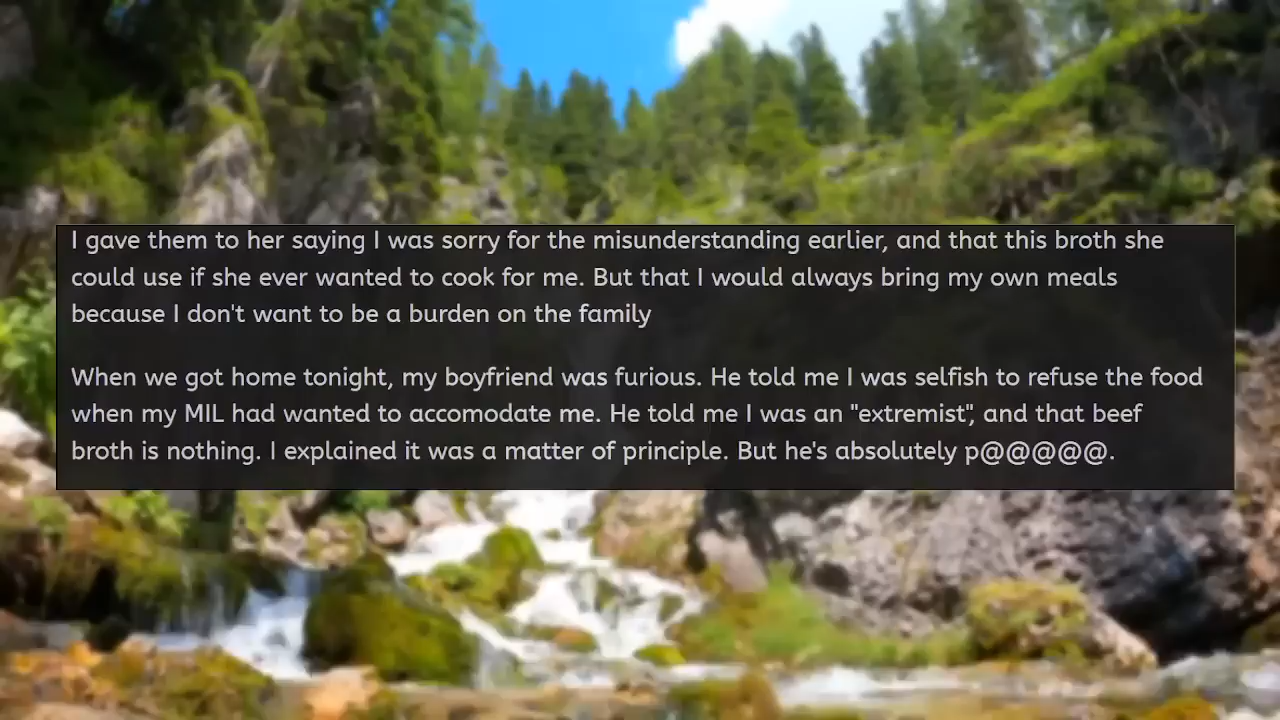 I gave them to her saying I was sorry for the misunderstanding earlier, and that this broth she
could use if she ever wanted to cook for me. But that I would always bring my own meals
because I don't want to be a burden on the family
When we got home tonight, my boyfriend was furious. He told me I was selfish to refuse the food
when my MIL had wanted to accomodate me. He told me I was an "extremist", and that beef
broth is nothing. I explained it was a matter of principle. But he's absolutely p@@@@@.